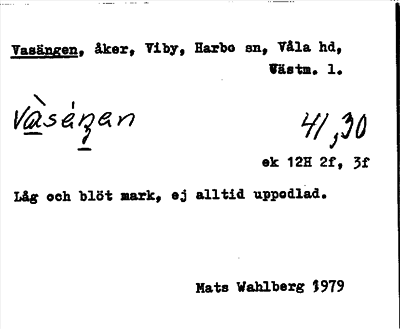 Vasängen, åker, Viby, Harbo sn, Våla hd,
Västm. l.
Vàséŋen 41,30
ek 12H 2f, 3f
Låg och blöt mark, ej alltid uppodlad.
Mats Wahlberg 1979